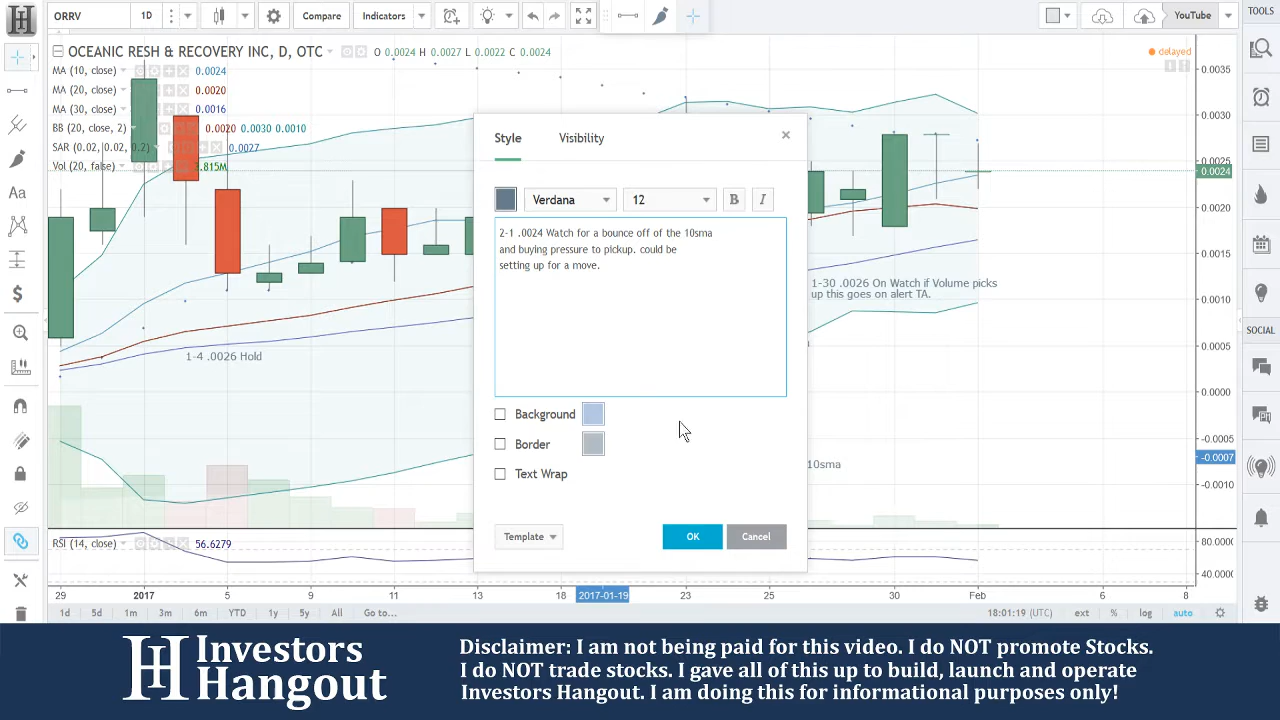 ORRV
1D
Compare
Indicators
YouTube
TOOLS
OCEANIC RESH & RECOVERY INC, D, OTC
O 0.0024 H 0.0027 L 0.0022 C 0.0024
delayed
MA (10, close) 0.0024
MA (20, close) 0.0020
MA (30, close) 0.0016
BB (20, close, 2) 0.0020 0.0030 0.0010
SAR (0.02, 0.02, 0.2) 0.0027
Vol (20, false)
0.0035
0.0030
0.0025
0.0024
0.0020
0.0015
0.0010
0.0005
0.0000
-0.0005
-0.0007
-0.0010
Style
Visibility
Verdana
12
B
I
2-1 .0024 Watch for a bounce off of the 10sma
and buying pressure to pickup. could be
setting up for a move.
Background
Border
Text Wrap
Template
OK
Cancel
1-4 .0026 Hold
1-30 .0026 On Watch if Volume picks
up this goes on alert TA.
10sma
SOCIAL
RSI (14, close) 56.6279
80.0000
40.0000
29
2017
5
9
11
13
18
2017-01-19
23
25
30
Feb
6
8
1d 5d 1m 3m 6m YTD 1y 5y All Go to...
18:01:19 (UTC) ext % log auto
Aa
$
H
Investors
Hangout
Disclaimer: I am not being paid for this video. I do NOT promote Stocks.
I do NOT trade stocks. I gave all of this up to build, launch and operate
Investors Hangout. I am doing this for informational purposes only!